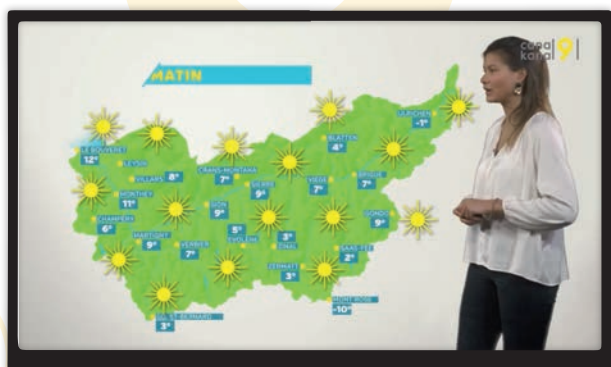 canal 9
kanal
MATIN
ULRICHEN
-1°
BLATTEN
4°
LE BOUVERET
12°
LEYSIN
VILLARS 8°
CRANS-MONTANA
7°
SIERRE
9°
VIÈGE
7°
BRIGUE
7°
MONTHEY
11°
SION
9°
GONDO
9°
CHAMPÉRY
6°
MARTIGNY
9°
VERBIER
7°
5°
EVOLÈNE
3°
ZINAL
SAAS-FEE
2°
ZERMATT
3°
MONT ROSE
-10°
GD-ST-BERNARD
3°